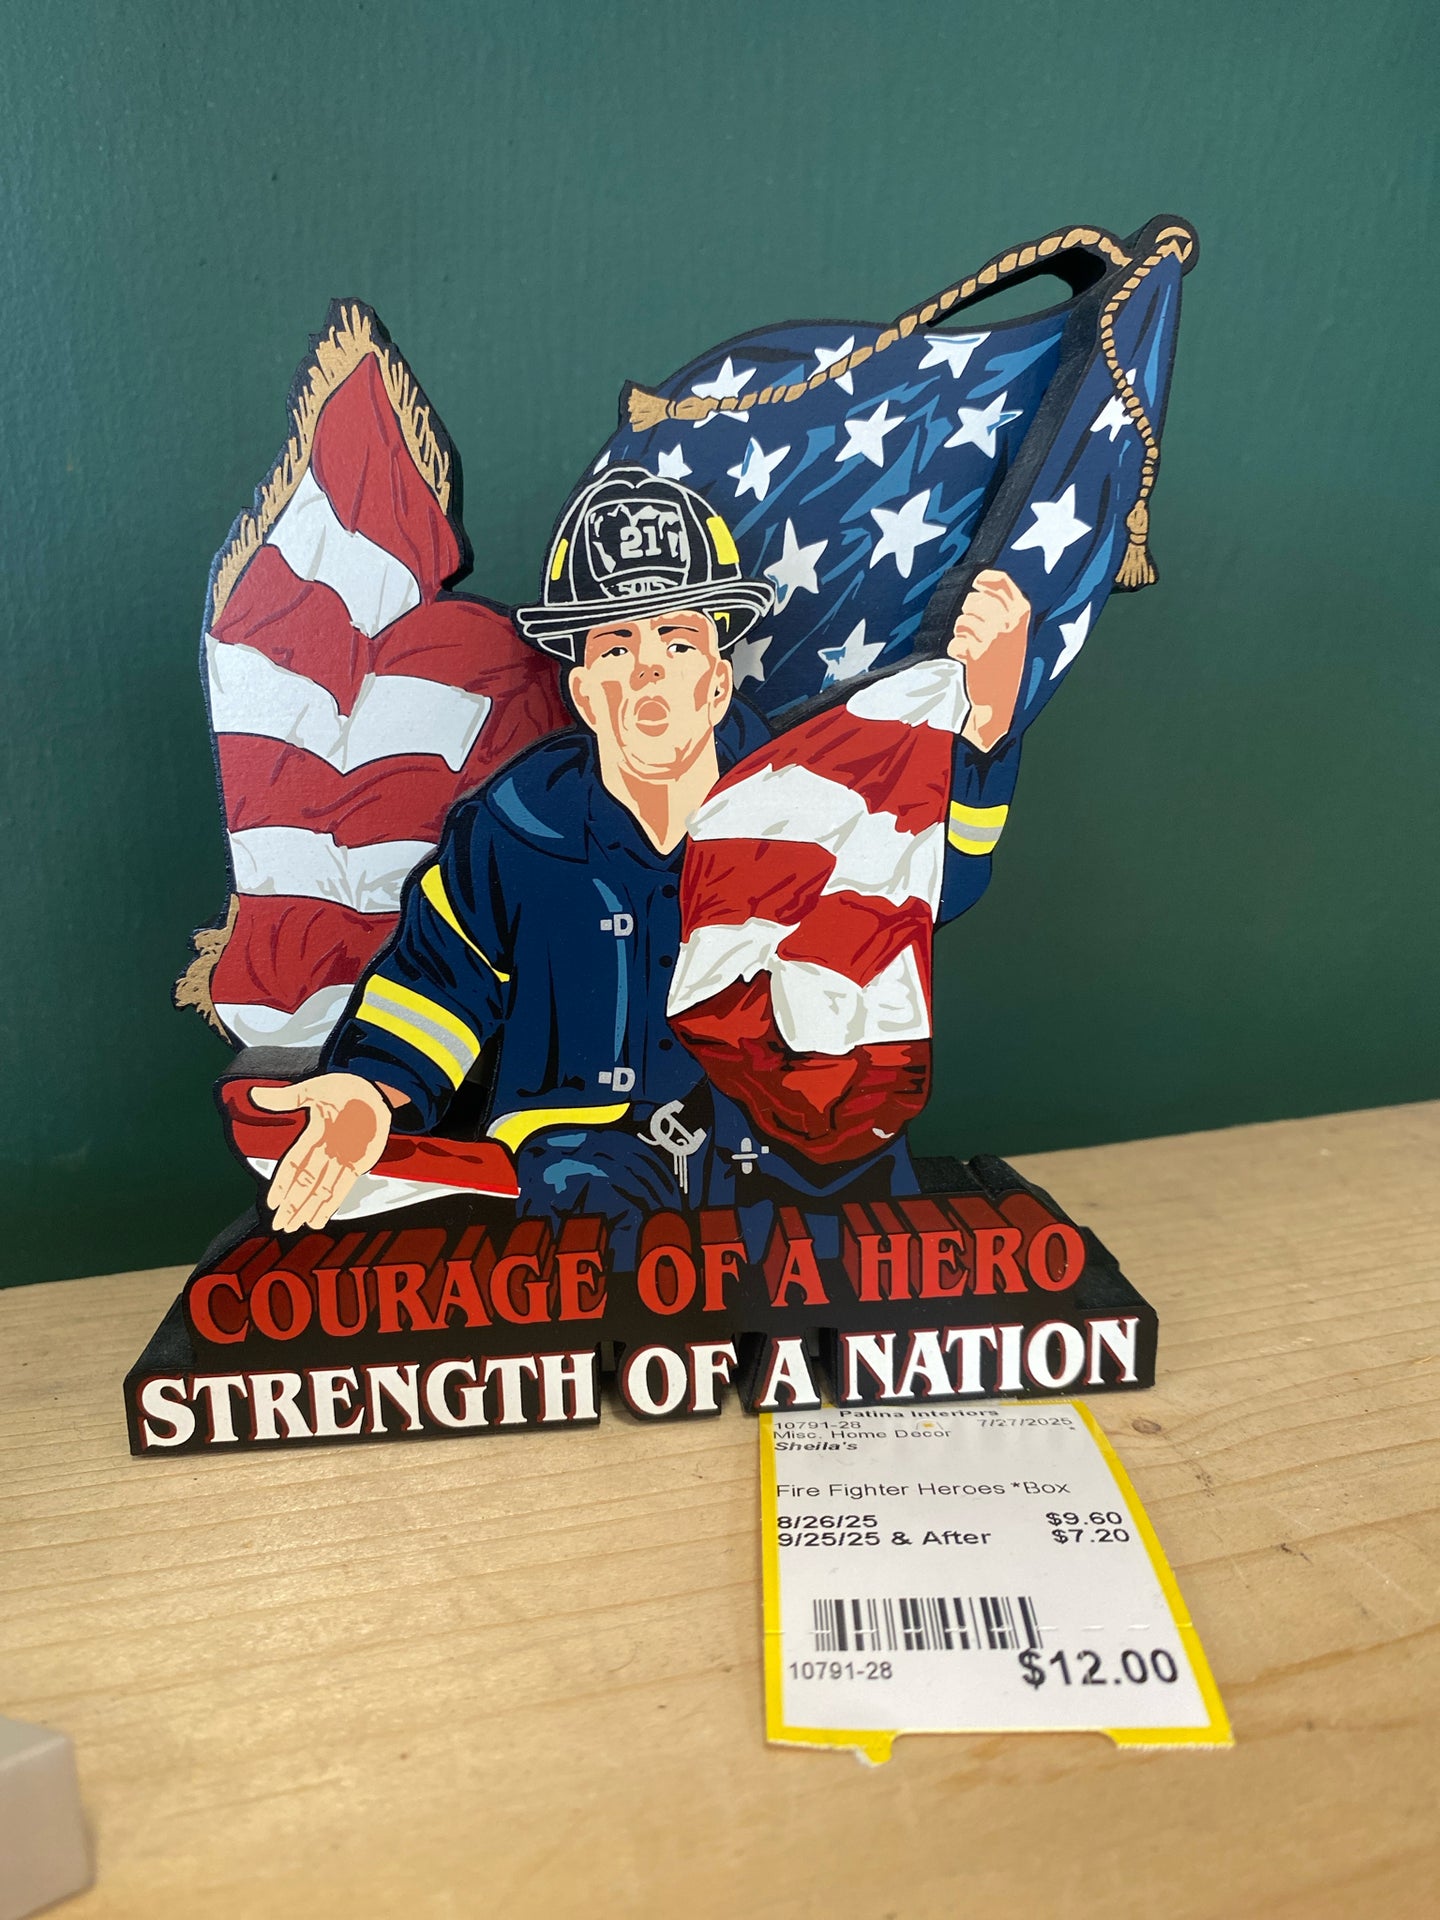 21
5015
COURAGE OF A HERO
STRENGTH OF A NATION
Patina Interiors
10791-28 7/27/2025
Misc. Home Decor
Sheila's
Fire Fighter Heroes *Box
8/26/25 $9.60
9/25/25 & After $7.20
10791-28 $12.00